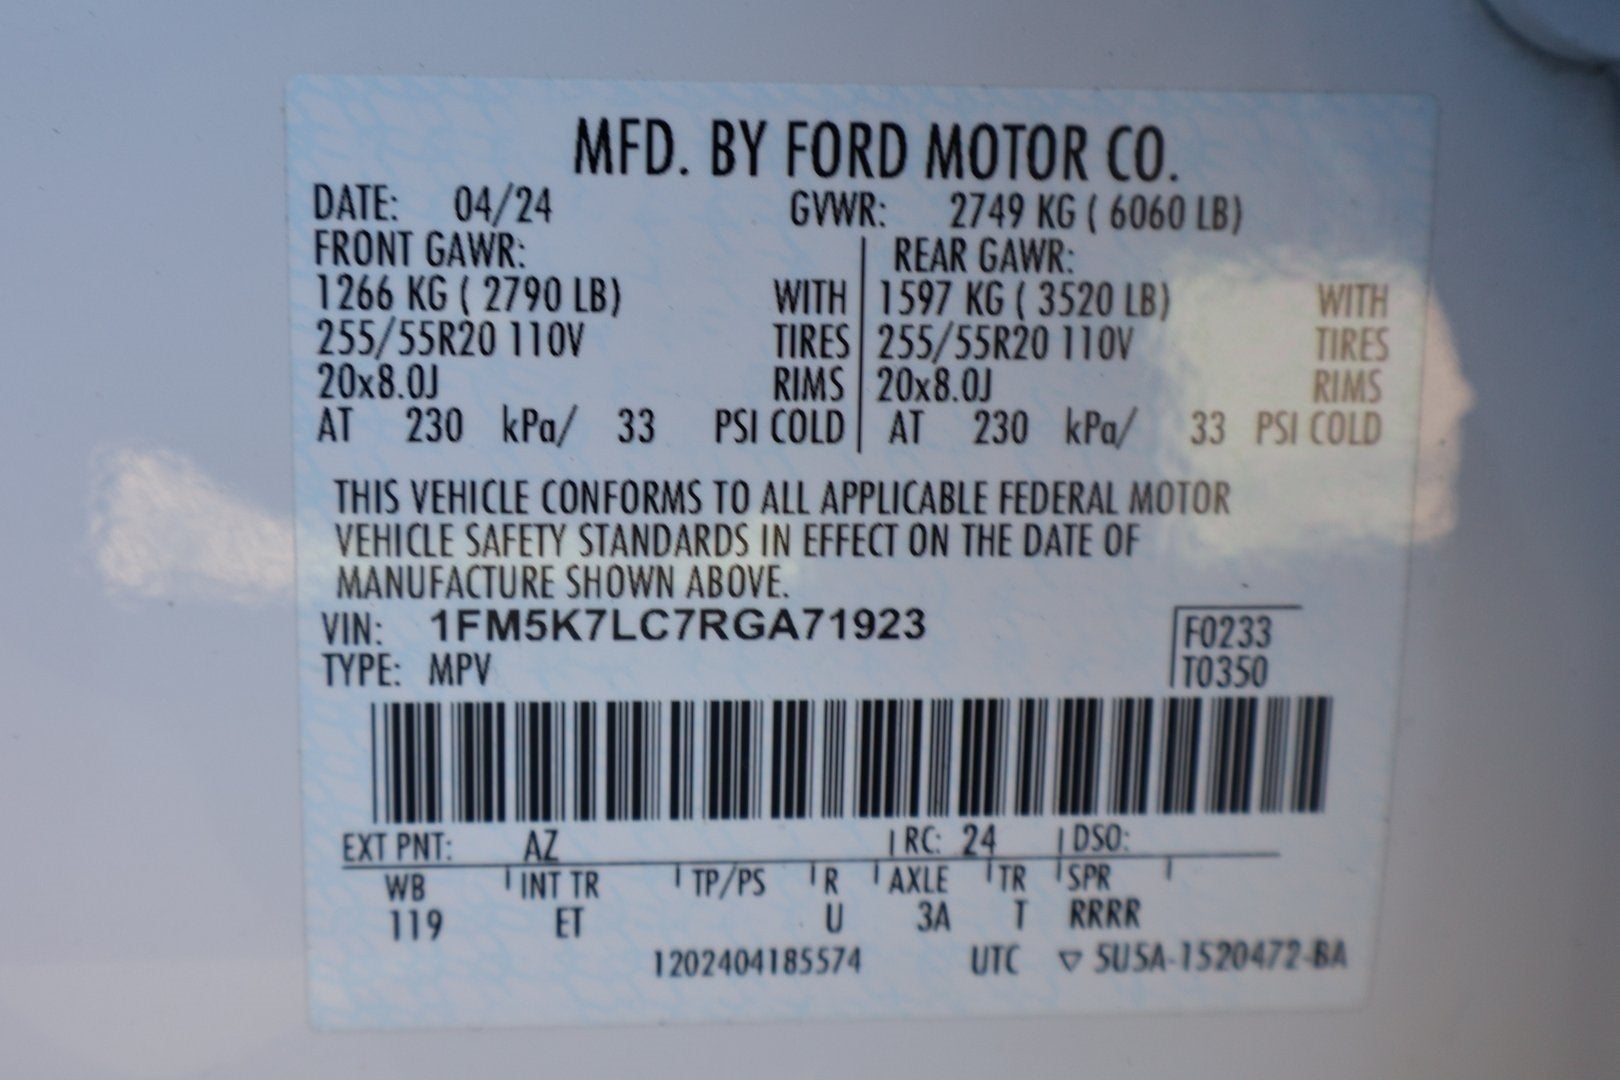 MFD. BY FORD MOTOR CO.
DATE: 04/24 GVWR: 2749 KG ( 6060 LB)
FRONT GAWR: REAR GAWR:
1266 KG ( 2790 LB) WITH 1597 KG ( 3520 LB) WITH
255/55R20 110V TIRES 255/55R20 110V TIRES
20x8.0J RIMS 20x8.0J RIMS
AT 230 kPa/ 33 PSI COLD AT 230 kPa/ 33 PSI COLD
THIS VEHICLE CONFORMS TO ALL APPLICABLE FEDERAL MOTOR
VEHICLE SAFETY STANDARDS IN EFFECT ON THE DATE OF
MANUFACTURE SHOWN ABOVE.
VIN: 1FM5K7LC7RGA71923 F0233
TYPE: MPV T0350
EXT PNT: AZ RC: 24 DSO:
WB INT TR TP/PS R AXLE TR SPR
119 ET U 3A T RRRR
1202404185574 UTC ▽ 5U5A-1520472-BA